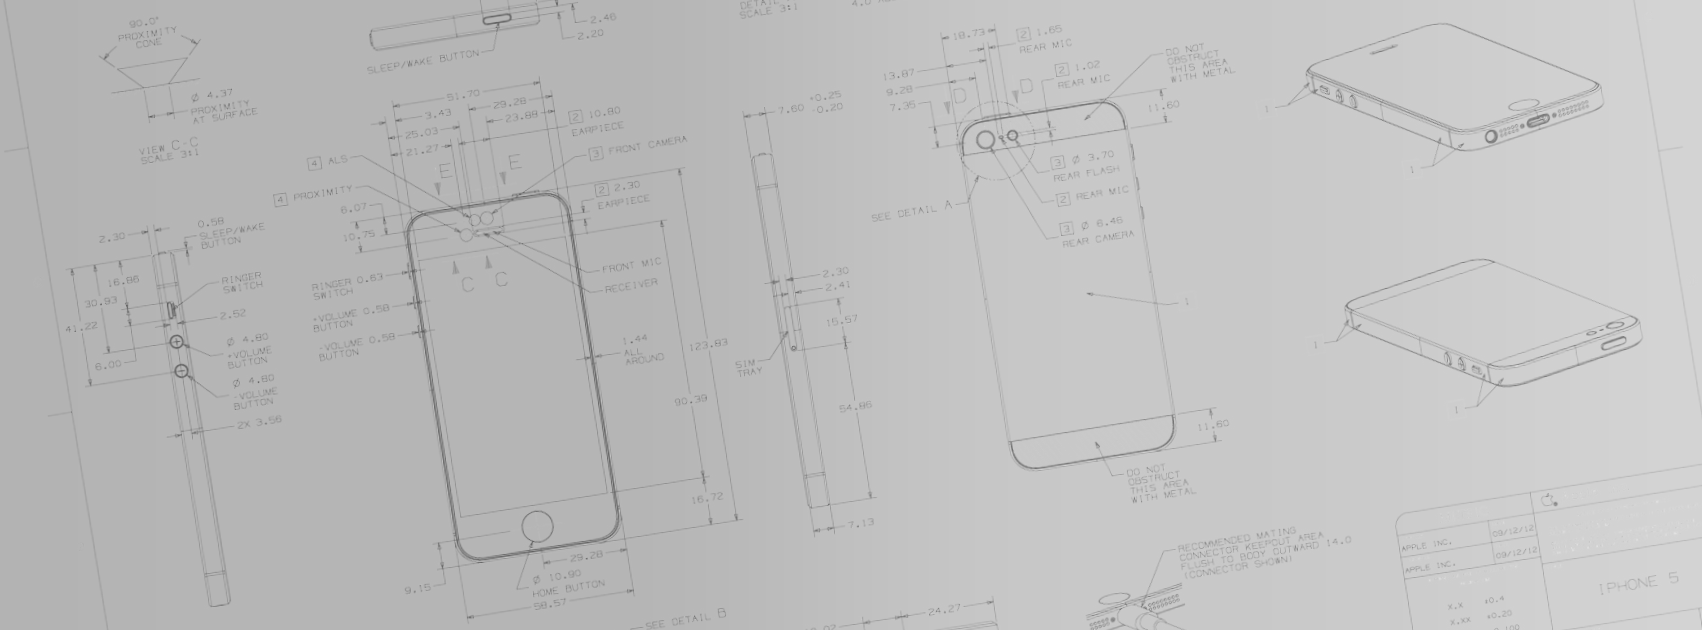 90.0°
PROXIMITY
CONE
Ø 4.37
PROXIMITY
AT SURFACE
VIEW C-C
SCALE 3:1
2.46
2.20
SLEEP/WAKE BUTTON
SCALE 3:1
51.70
3.43
29.28
25.03
23.88
2 10.80
EARPIECE
21.27
4 ALS
E
E
3 FRONT CAMERA
4 PROXIMITY
2 2.30
EARPIECE
6.07
10.75
FRONT MIC
C
C
RECEIVER
RINGER 0.63
SWITCH
+VOLUME 0.58
BUTTON
-VOLUME 0.58
BUTTON
1.44
ALL
AROUND
123.83
90.39
16.72
9.15
29.28
Ø 10.90
HOME BUTTON
58.57
SEE DETAIL B
0.58
SLEEP/WAKE
BUTTON
2.30
16.86
RINGER
SWITCH
30.93
41.22
2.52
6.00
Ø 4.80
+VOLUME
BUTTON
Ø 4.80
-VOLUME
BUTTON
2X 3.56
7.60 +0.25
-0.20
2.30
2.41
15.57
SIM
TRAY
54.86
7.13
18.73
2 1.65
REAR MIC
13.87
9.28
7.36
D
D
2 1.02
REAR MIC
DO NOT
OBSTRUCT
THIS AREA
WITH METAL
11.60
3 Ø 3.70
REAR FLASH
2 REAR MIC
SEE DETAIL A
3 Ø 6.46
REAR CAMERA
1
11.60
DO NOT
OBSTRUCT
THIS AREA
WITH METAL
1
1
1
1
RECOMMENDED MATING
CONNECTOR KEEPOUT AREA
FLUSH TO BODY OUTWARD 14.0
(CONNECTOR SHOWN)
24.27
APPLE INC.
09/12/12
APPLE INC.
09/12/12
X.X ±0.4
X.XX ±0.20
IPHONE 5